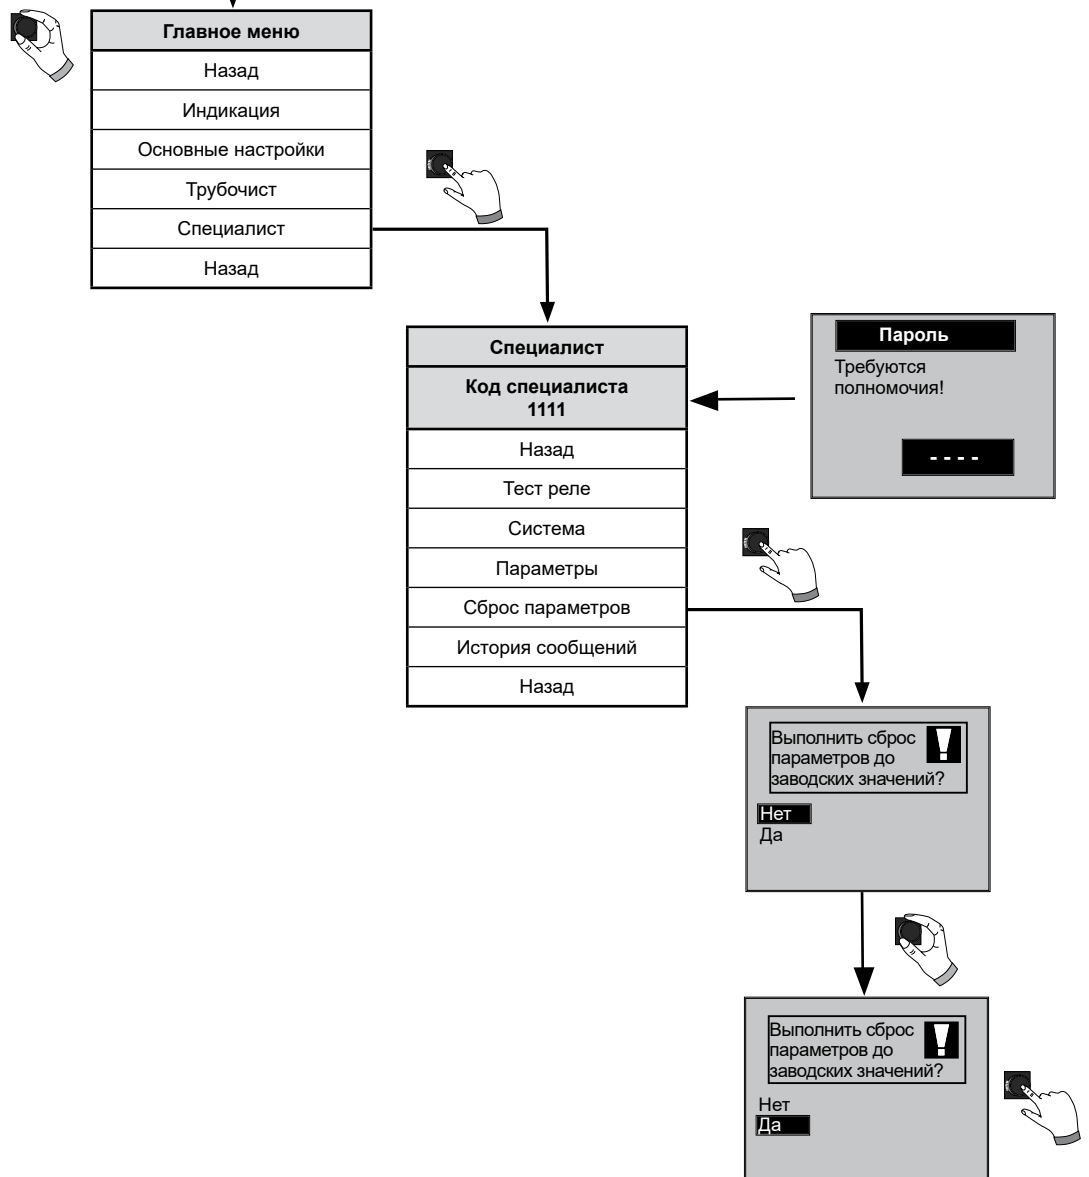 Главное меню
Назад
Индикация
Основные настройки
Трубочист
Специалист
Назад
Специалист
Код специалиста
1111
Назад
Тест реле
Система
Параметры
Сброс параметров
История сообщений
Назад
Пароль
Требуются
полномочия!
- - - -
Выполнить сброс
параметров до
заводских значений?
Нет
Да
Выполнить сброс
параметров до
заводских значений?
Нет
Да